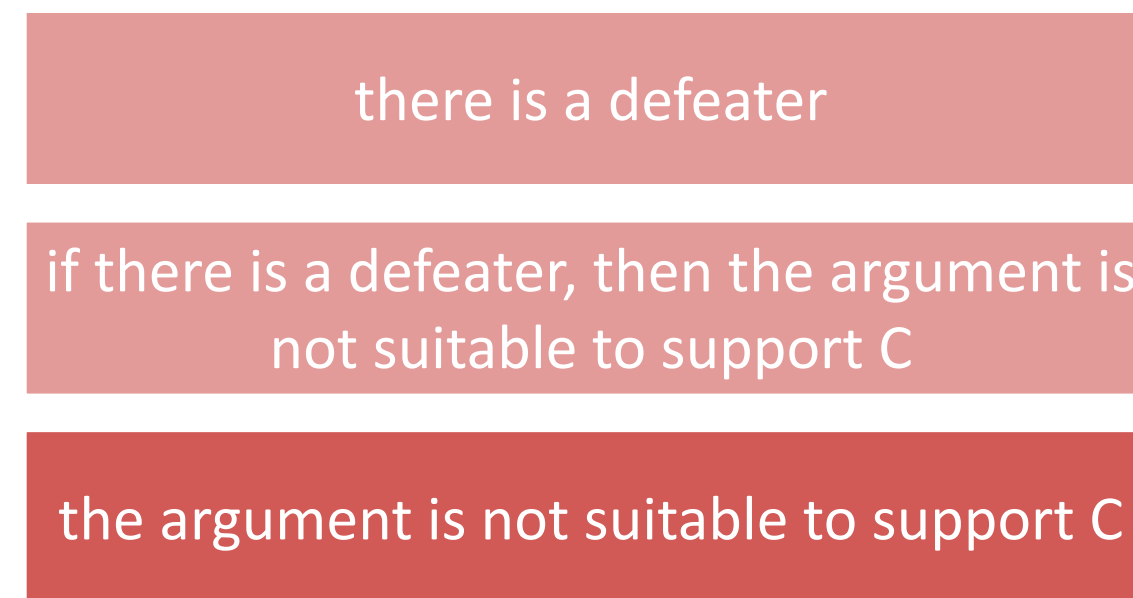 there is a defeater
if there is a defeater, then the argument is
not suitable to support C
the argument is not suitable to support C